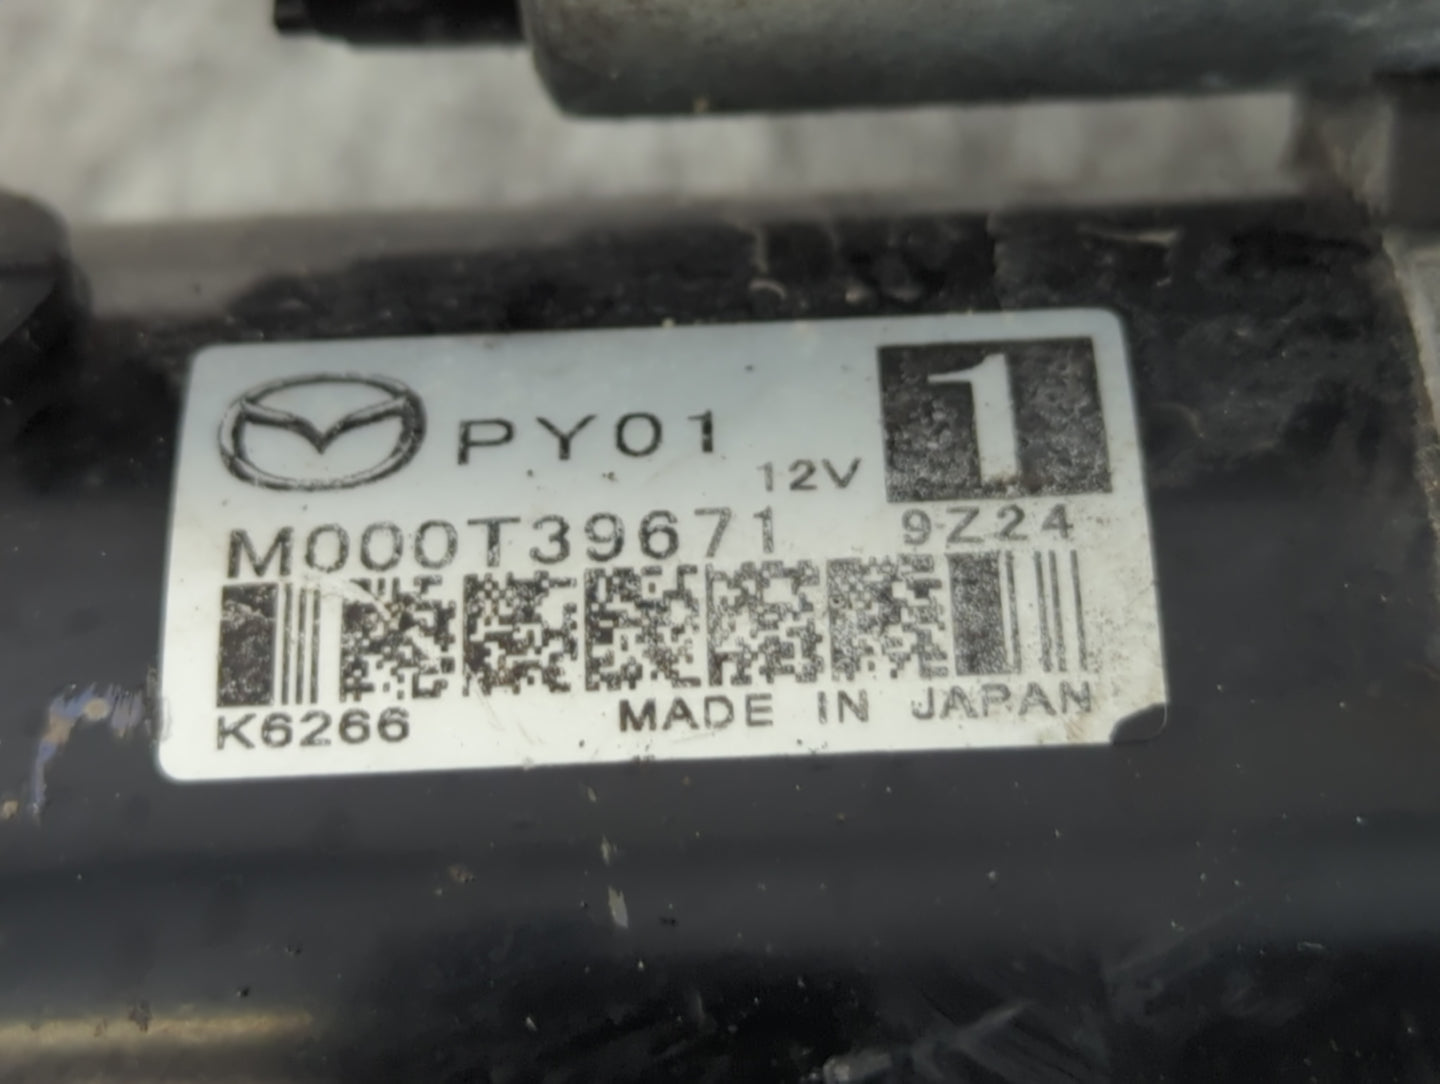 PY01
12V
1
M000T39671 9Z24
K6266 MADE IN JAPAN